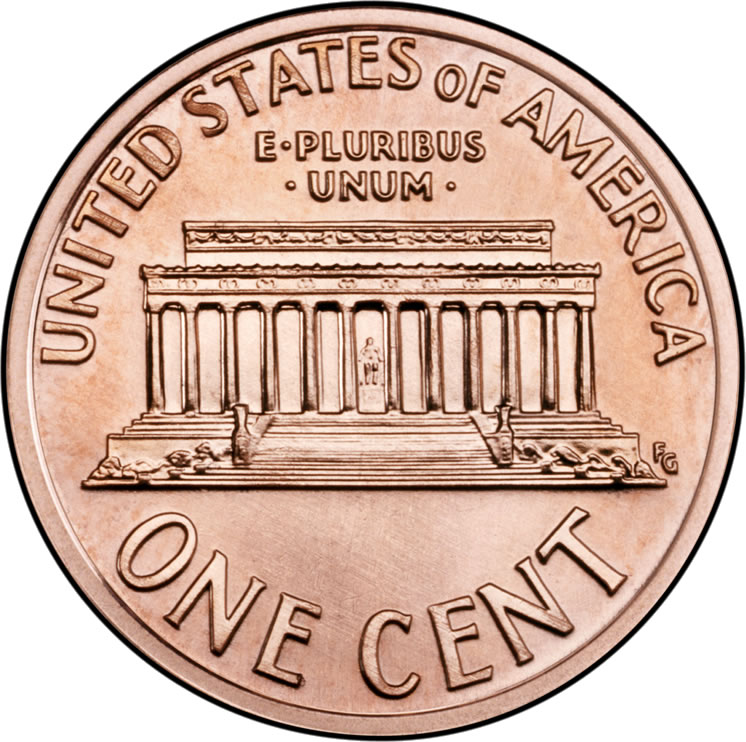 UNITED STATES OF AMERICA
E·PLURIBUS
·UNUM·
FG
ONE CENT